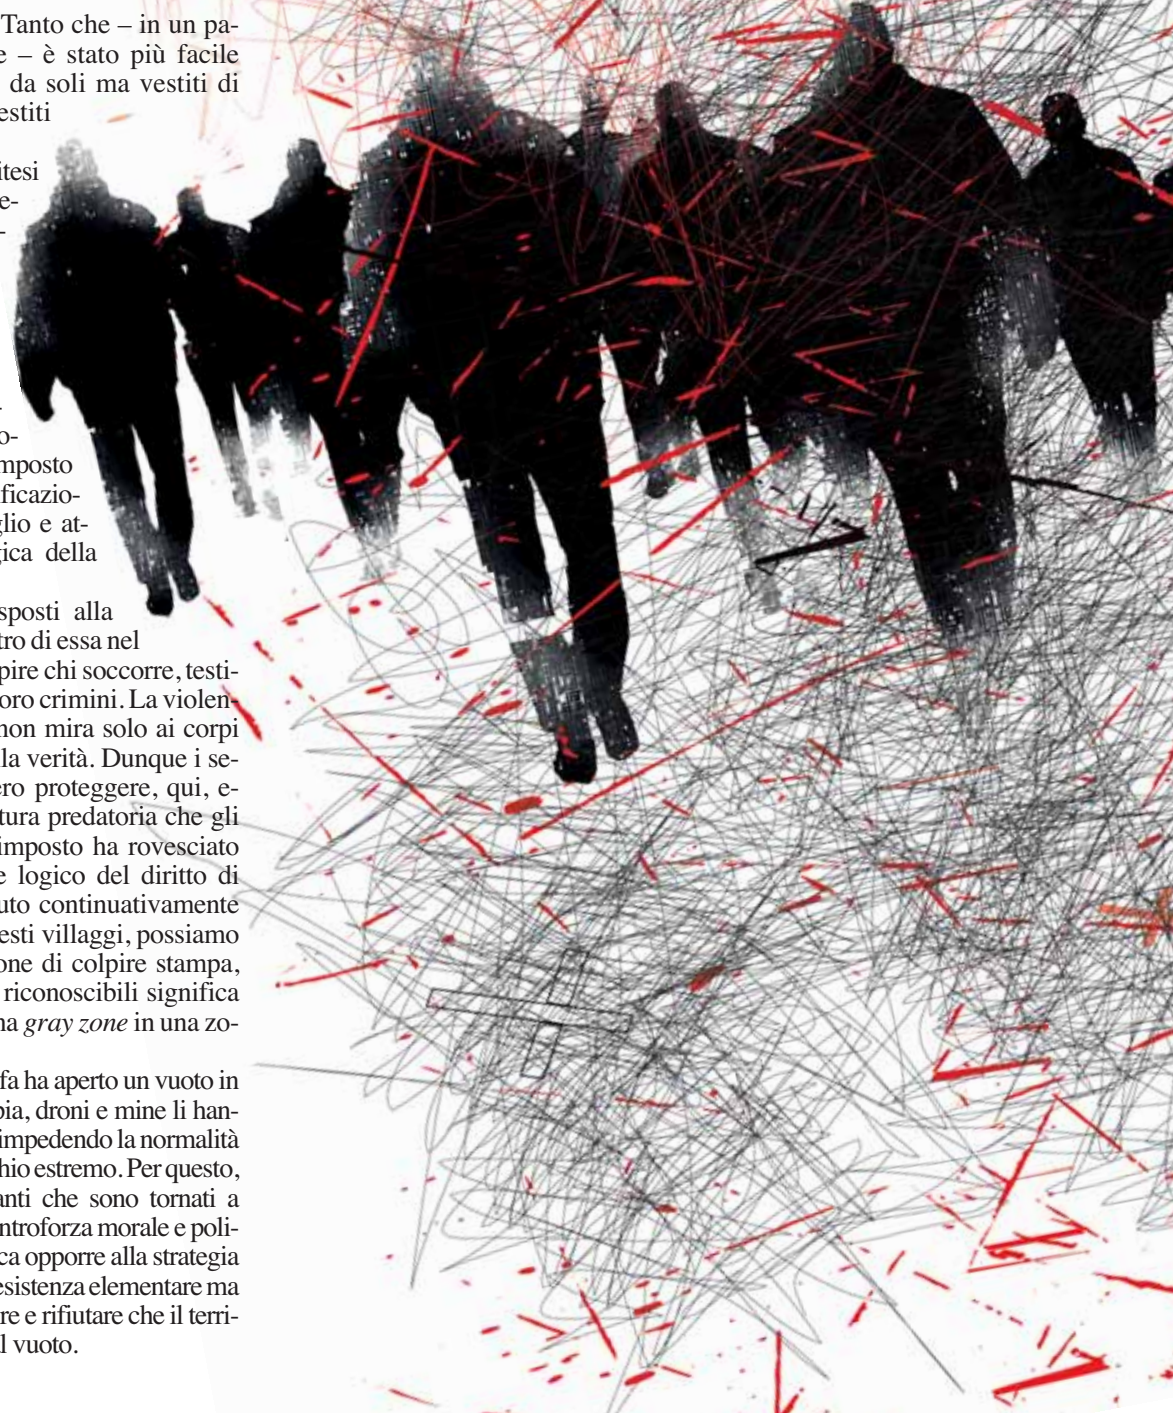 Tanto che – in un pa-
e – è stato più facile
da soli ma vestiti di
estiti
itesi
e-
-
-
o-
mposto
ficazio-
glio e at-
gica della
sposti alla
tro di essa nel
pire chi soccorre, testi-
oro crimini. La violen-
non mira solo ai corpi
lla verità. Dunque i se-
ero proteggere, qui, e-
tura predatoria che gli
imposto ha rovesciato
e logico del diritto di
uto continuativamente
esti villaggi, possiamo
one di colpire stampa,
riconoscibili significa
na gray zone in una zo-
fa ha aperto un vuoto in
bia, droni e mine li han-
impedendo la normalità
hio estremo. Per questo,
anti che sono tornati a
ntroforza morale e poli-
ca opporre alla strategia
esistenza elementare ma
re e rifiutare che il terri-
l vuoto.